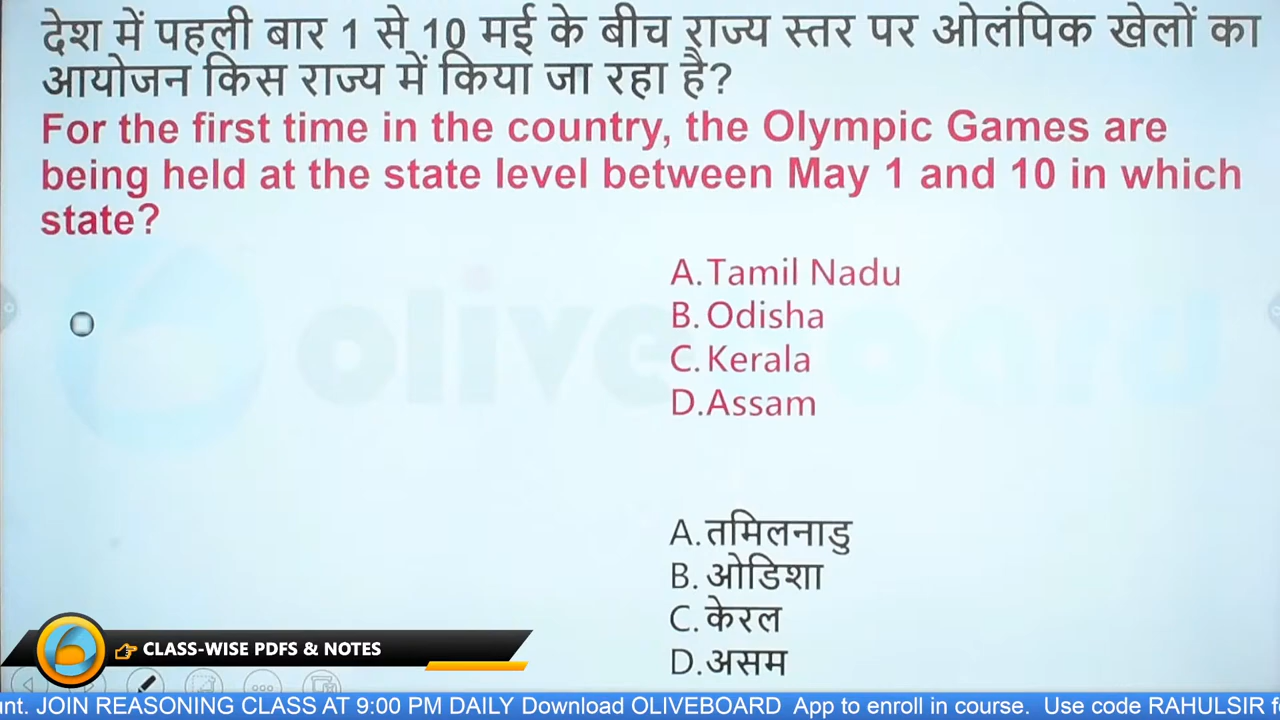 देश में पहली बार 1 से 10 मई के बीच राज्य स्तर पर ओलंपिक खेलों का
आयोजन किस राज्य में किया जा रहा है?
For the first time in the country, the Olympic Games are
being held at the state level between May 1 and 10 in which
state?
A.Tamil Nadu
B.Odisha
C.Kerala
D.Assam
oliveboard
A.तमिलनाडु
B.ओडिशा
C.केरल
D.असम
CLASS-WISE PDFS & NOTES
nt. JOIN REASONING CLASS AT 9:00 PM DAILY Download OLIVEBOARD App to enroll in course. Use code RAHULSIR f